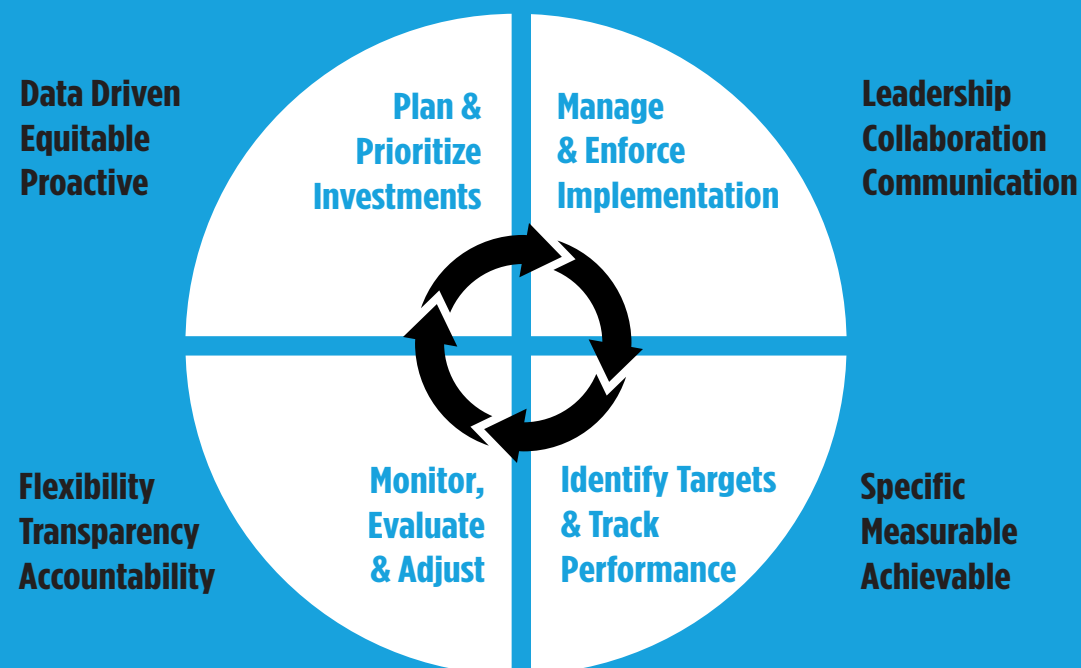 Data Driven
Equitable
Proactive
Plan &
Prioritize
Investments
Manage
& Enforce
Implementation
Leadership
Collaboration
Communication
Flexibility
Transparency
Accountability
Monitor,
Evaluate
& Adjust
Identify Targets
& Track
Performance
Specific
Measurable
Achievable